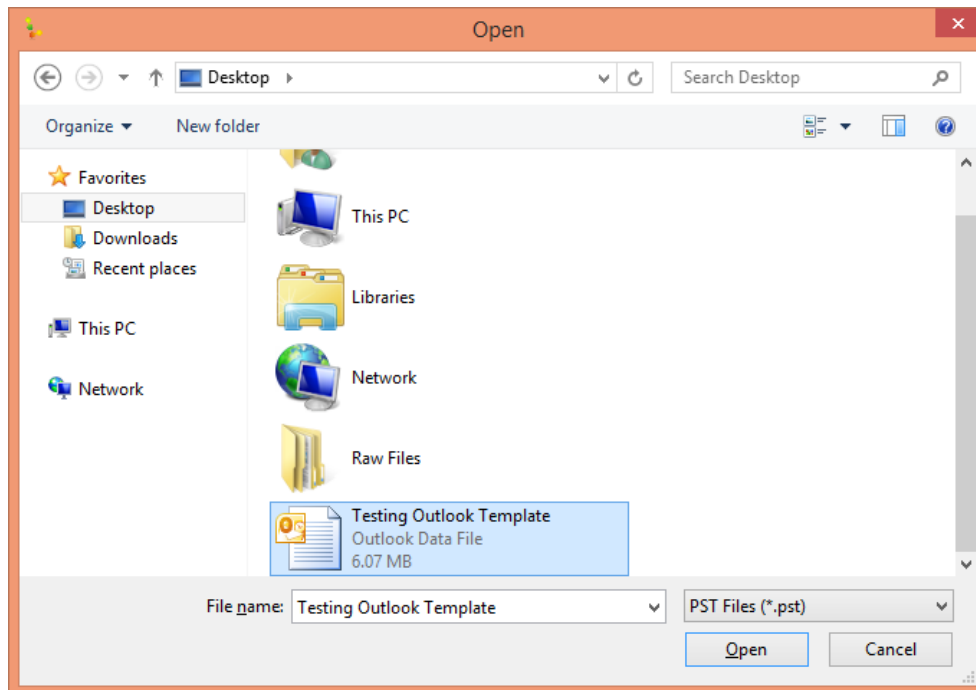 Open
Desktop
Search Desktop
Organize
New folder
Favorites
Desktop
Downloads
Recent places
This PC
Network
This PC
Libraries
Network
Raw Files
Testing Outlook Template
Outlook Data File
6.07 MB
File name: Testing Outlook Template
PST Files (*.pst)
Open
Cancel